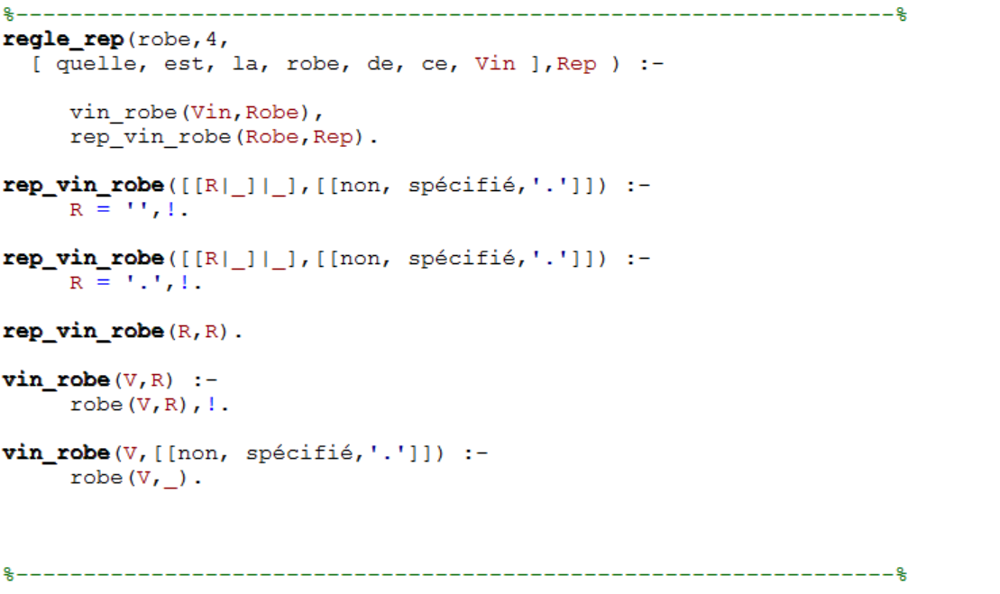 %-----------------------------------------------------------------%
regle_rep(robe,4,
  [ quelle, est, la, robe, de, ce, Vin ],Rep ) :-
     vin_robe(Vin,Robe),
     rep_vin_robe(Robe,Rep).
rep_vin_robe([[R|_]|_],[[non, spécifié,'.']]) :-
     R = '',!.
rep_vin_robe([[R|_]|_],[[non, spécifié,'.']]) :-
     R = '.',!.
rep_vin_robe(R,R).
vin_robe(V,R) :-
     robe(V,R),!.
vin_robe(V,[[non, spécifié,'.']]) :-
     robe(V,_).
%-----------------------------------------------------------------%